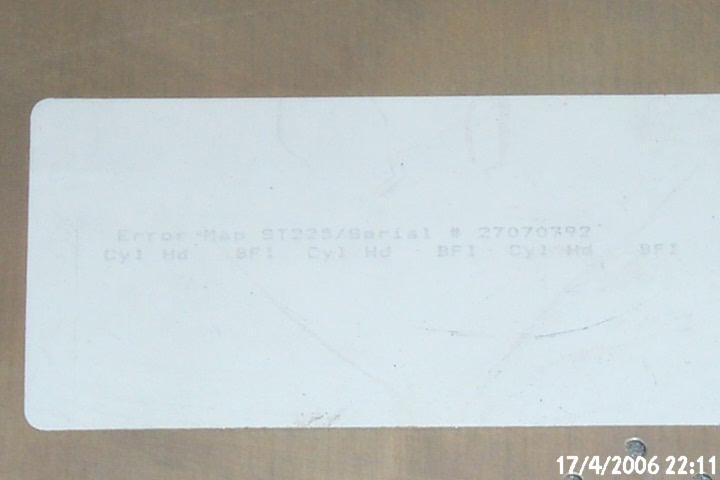 Error Map ST225/Serial # 27070392
Cyl Hd BFI Cyl Hd BFI Cyl Hd BFI
17/4/2006 22:11